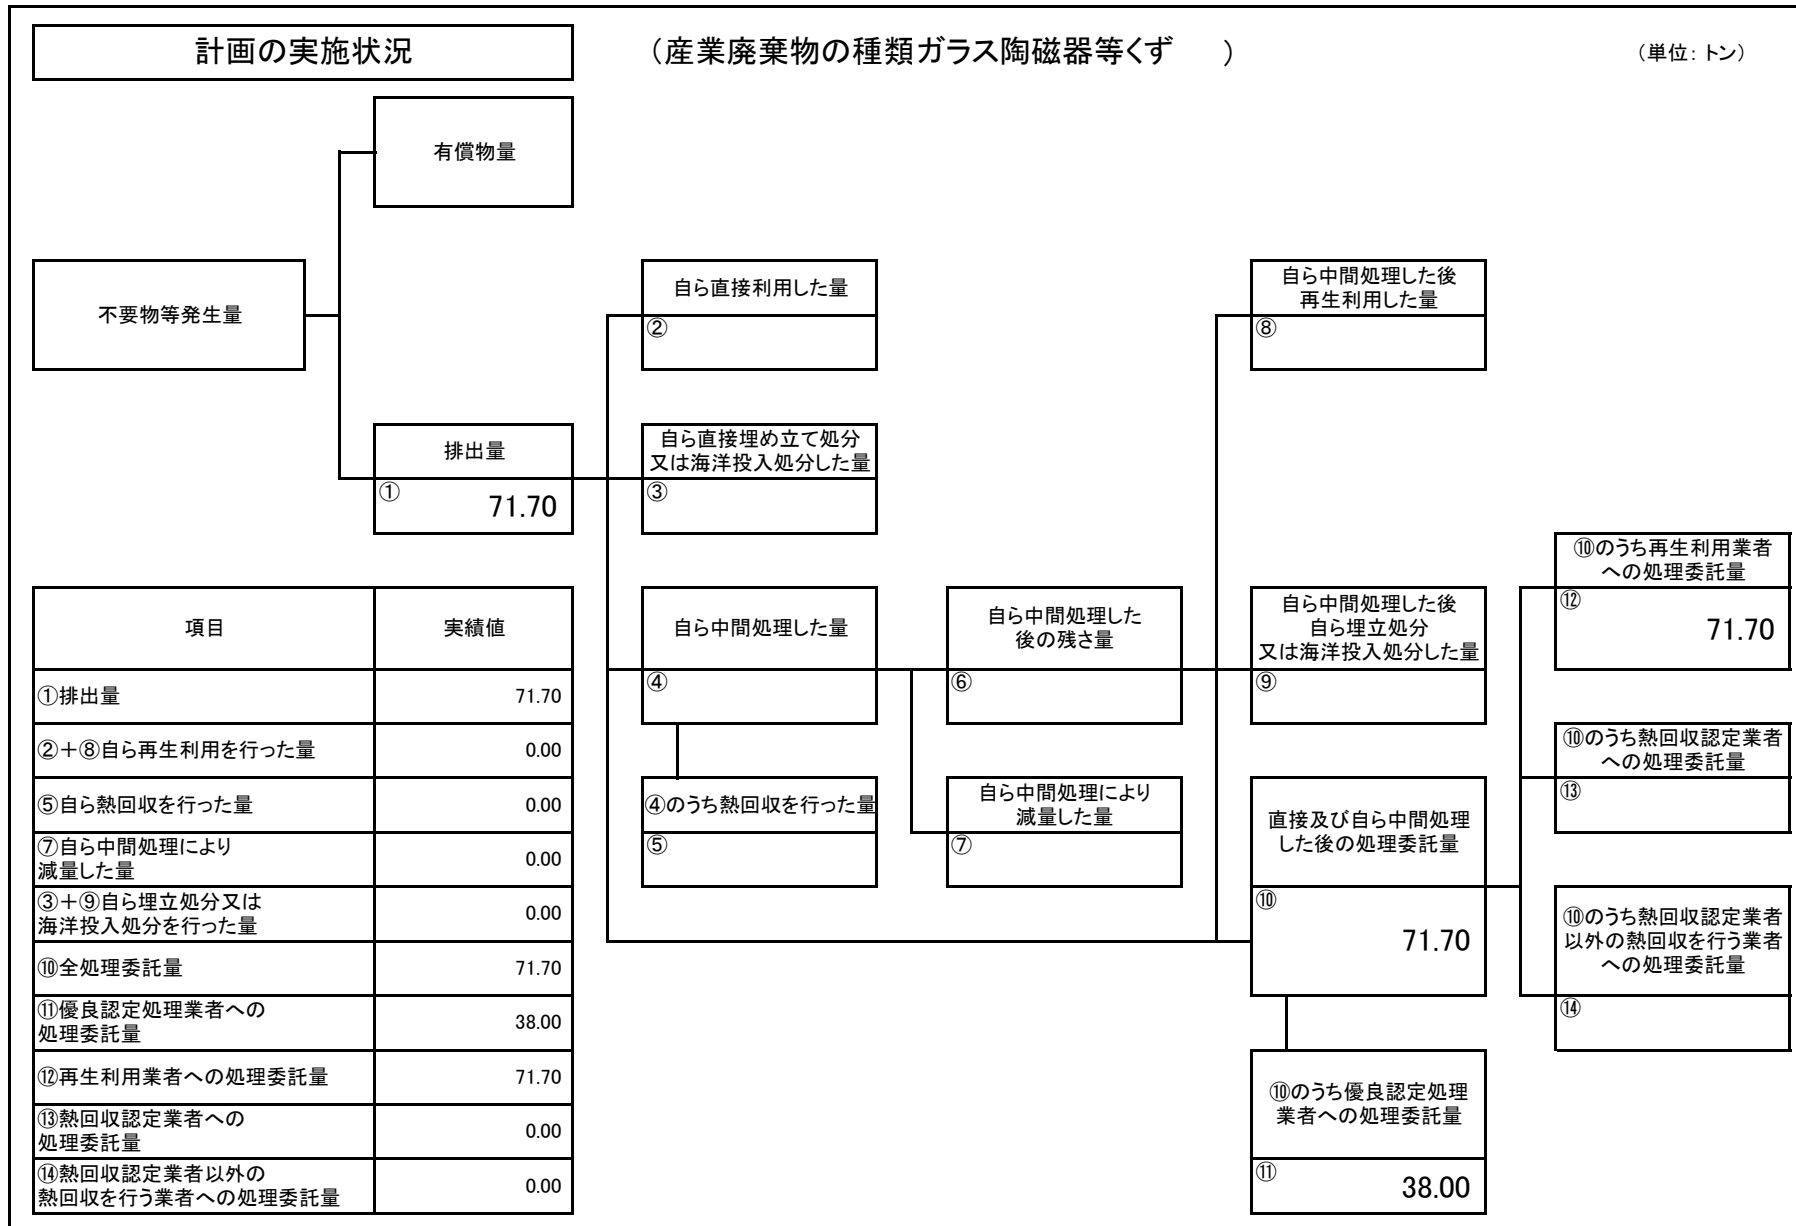 計画の実施状況
（産業廃棄物の種類ガラス陶磁器等くず　　）
（単位：トン）
有償物量
不要物等発生量
自ら直接利用した量
②
自ら中間処理した後
再生利用した量
⑧
排出量
①
71.70
自ら直接埋め立て処分
又は海洋投入処分した量
③
⑩のうち再生利用業者
への処理委託量
⑫
71.70
自ら中間処理した量
④
自ら中間処理した
後の残さ量
⑥
自ら中間処理した後
自ら埋立処分
又は海洋投入処分した量
⑨
⑩のうち熱回収認定業者
への処理委託量
⑬
④のうち熱回収を行った量
⑤
自ら中間処理により
減量した量
⑦
直接及び自ら中間処理
した後の処理委託量
⑩
71.70
⑩のうち熱回収認定業者
以外の熱回収を行う業者
への処理委託量
⑭
⑩のうち優良認定処理
業者への処理委託量
⑪
38.00
項目 実績値
①排出量 71.70
②＋⑧自ら再生利用を行った量 0.00
⑤自ら熱回収を行った量 0.00
⑦自ら中間処理により
減量した量 0.00
③＋⑨自ら埋立処分又は
海洋投入処分を行った量 0.00
⑩全処理委託量 71.70
⑪優良認定処理業者への
処理委託量 38.00
⑫再生利用業者への処理委託量 71.70
⑬熱回収認定業者への
処理委託量 0.00
⑭熱回収認定業者以外の
熱回収を行う業者への処理委託量 0.00